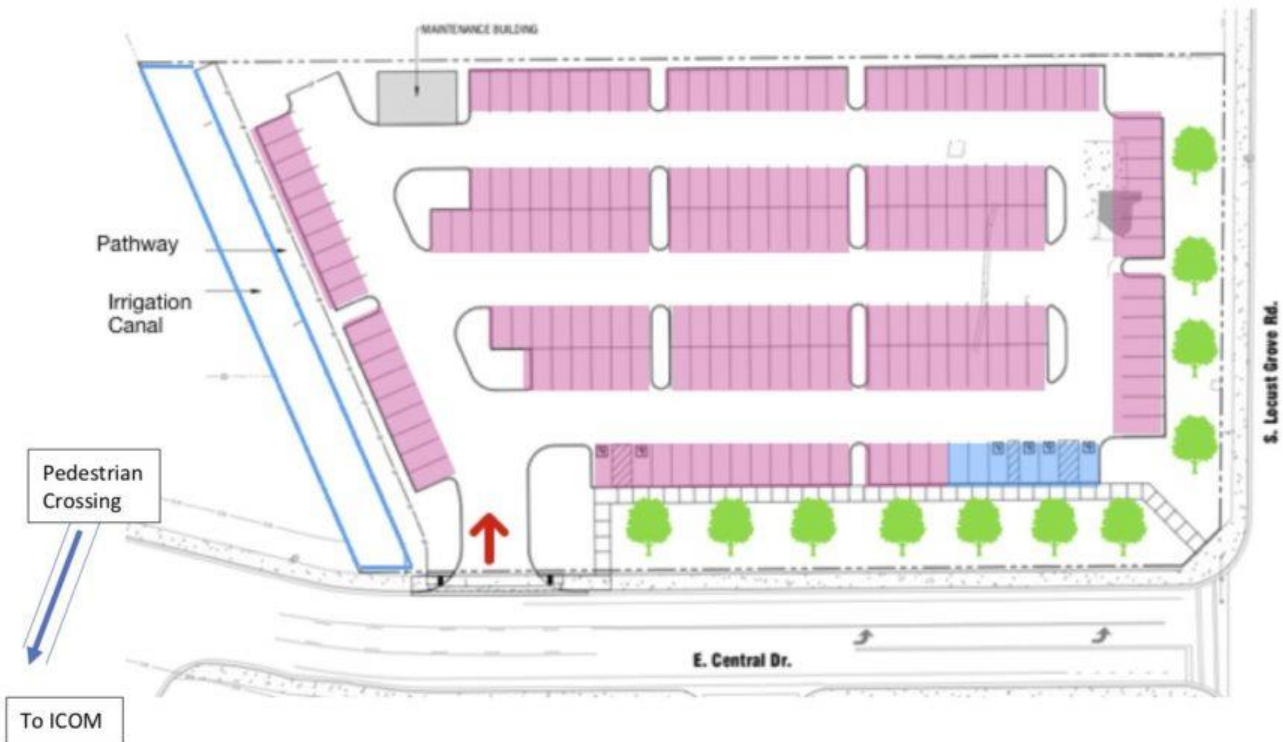 MAINTENANCE BUILDING
Pathway
Irrigation
Canal
S. Locust Grove Rd.
Pedestrian
Crossing
E. Central Dr.
To ICOM